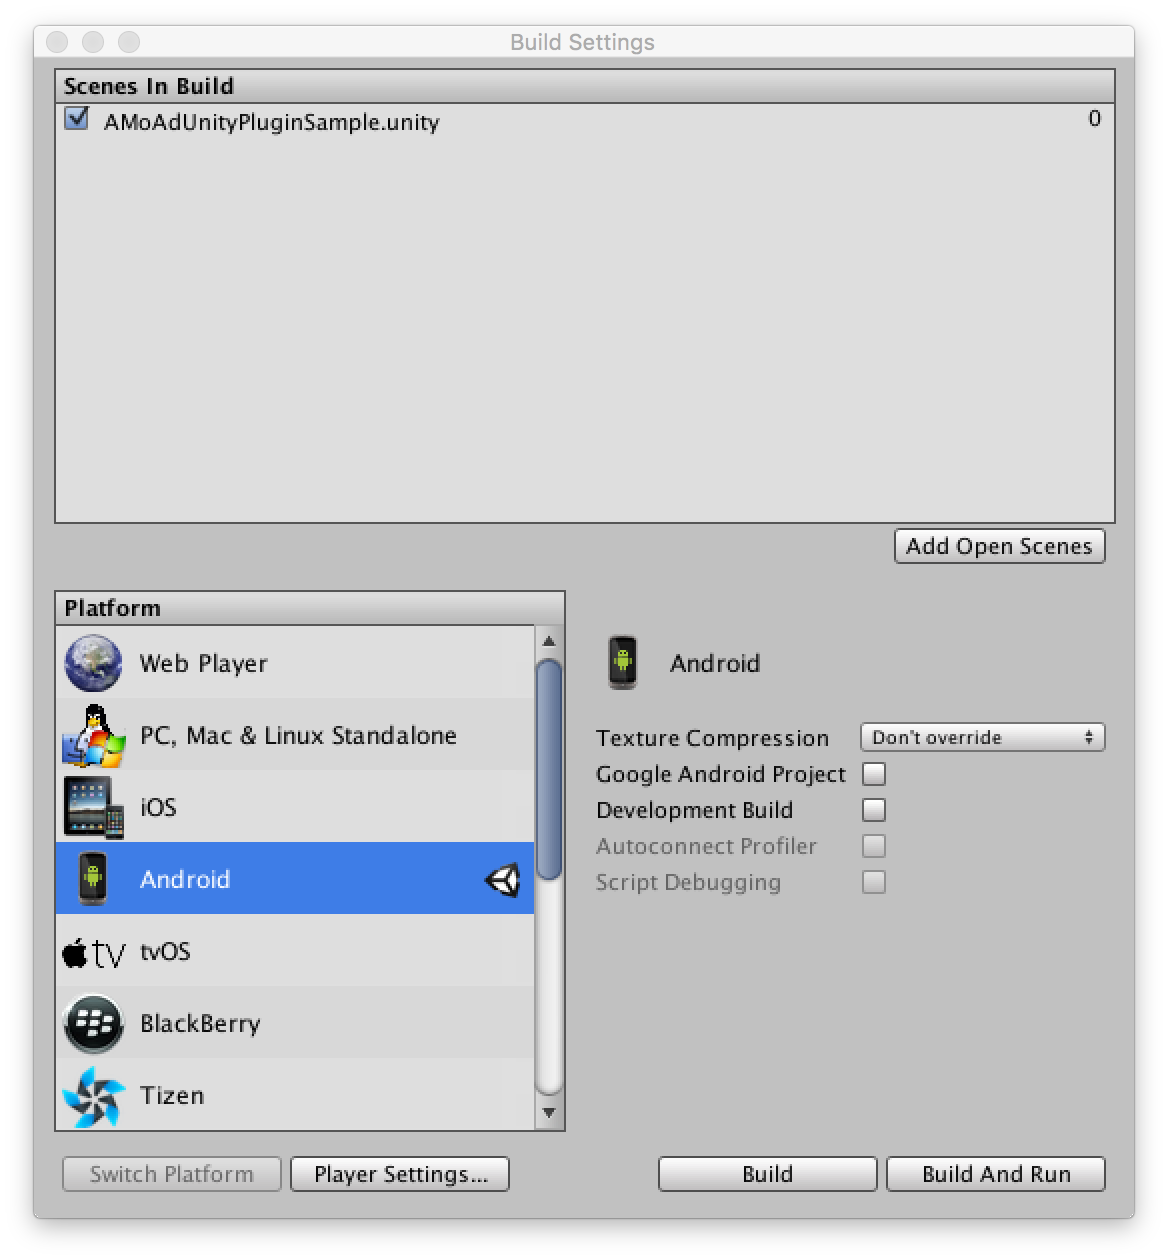 Build Settings
Scenes In Build
AMoAdUnityPluginSample.unity 0
Add Open Scenes
Platform
Web Player
PC, Mac & Linux Standalone
iOS
Android
tv tvOS
BlackBerry
Tizen
Android
Texture Compression Don't override
Google Android Project
Development Build
Autoconnect Profiler
Script Debugging
Switch Platform Player Settings... Build Build And Run